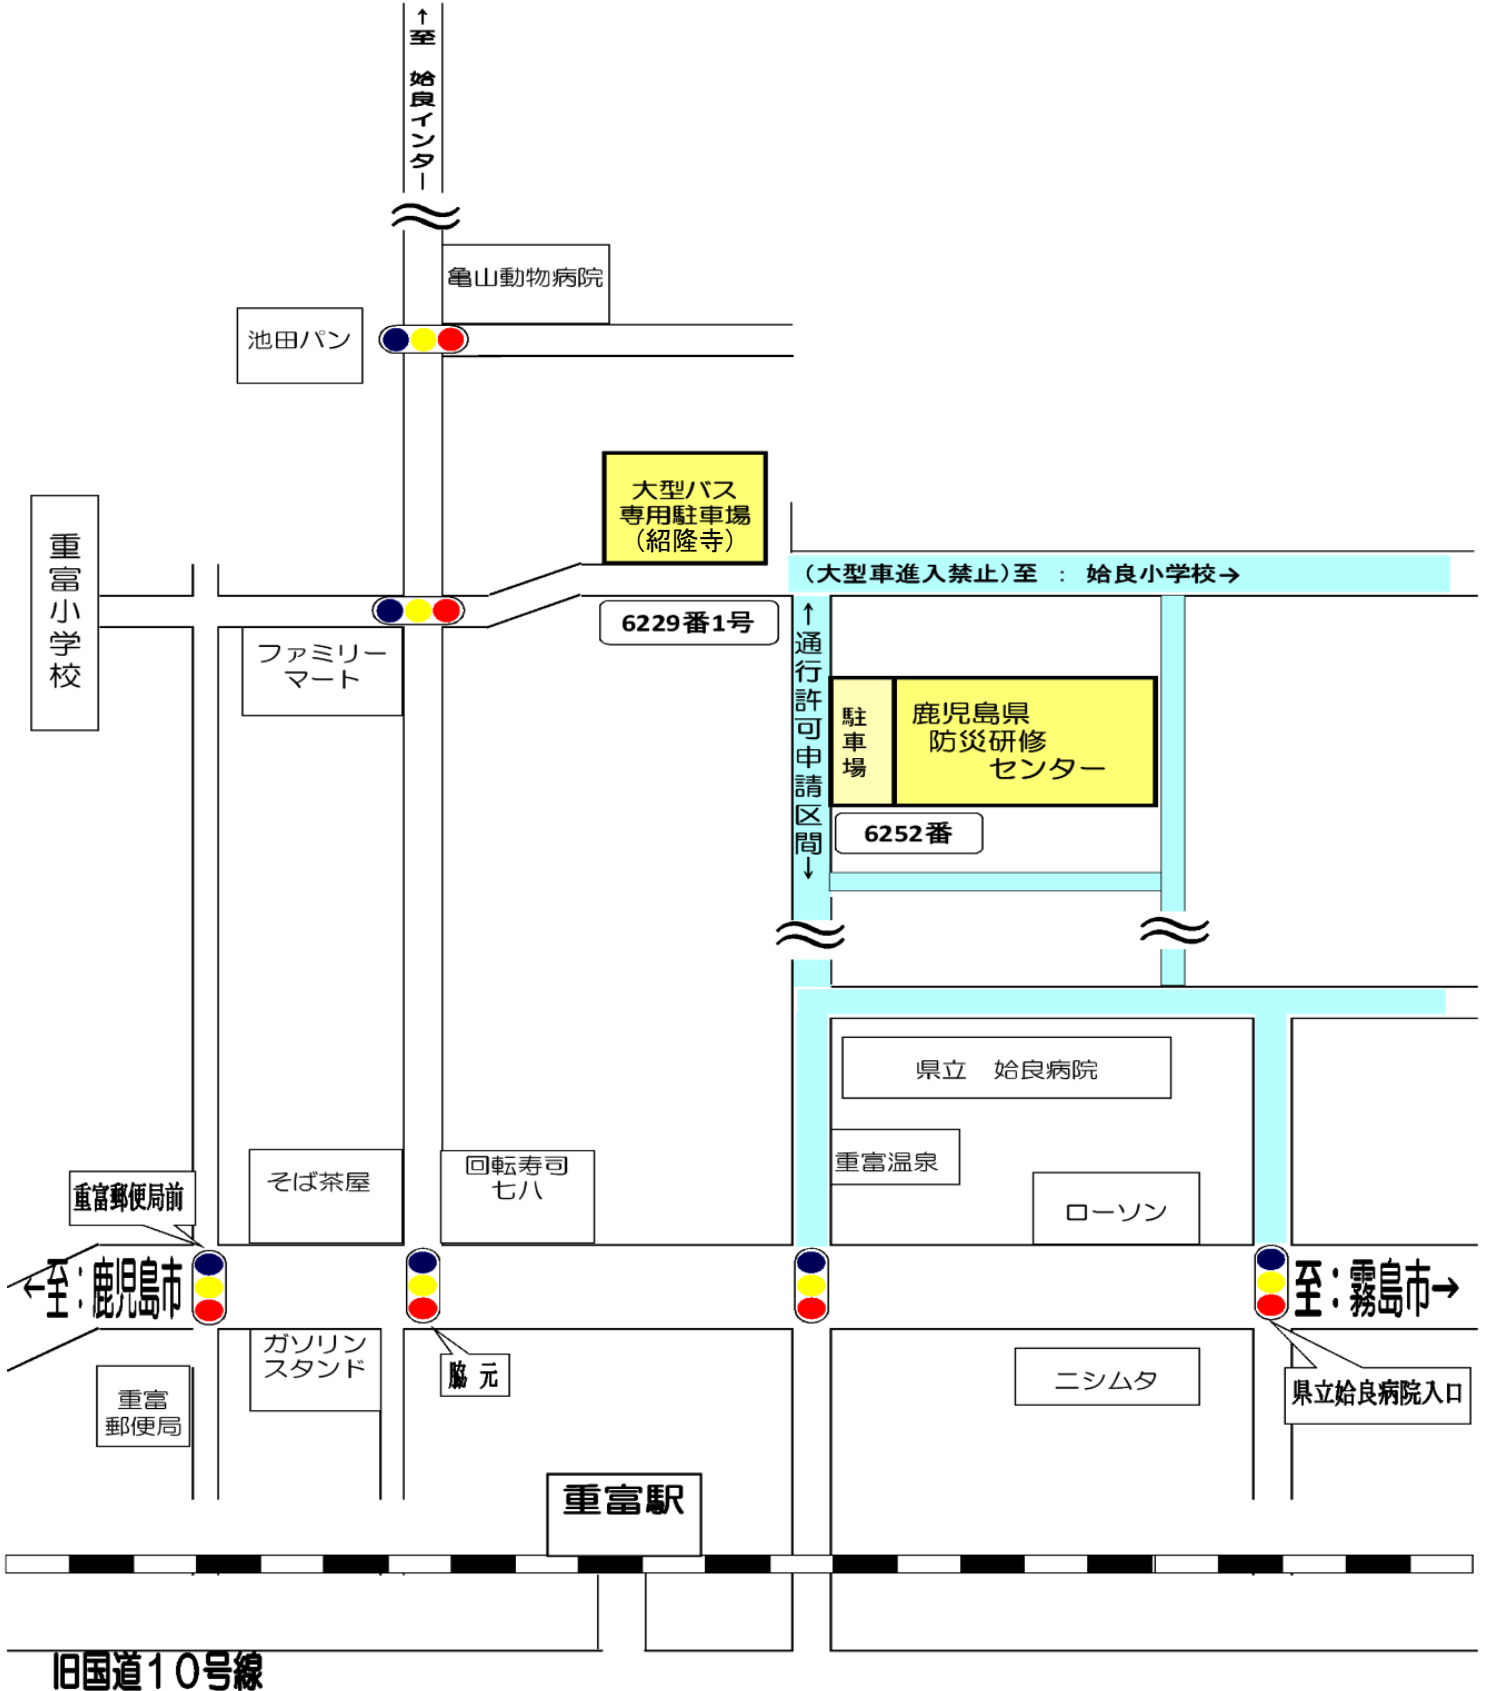 ↑至 姶良インター
亀山動物病院
池田パン
大型バス
専用駐車場
（紹隆寺）
重富小学校
（大型車進入禁止）至 ： 姶良小学校→
6229番1号
ファミリー
マート
↑通行許可申請区間↓
駐車場
鹿児島県
防災研修
センター
6252番
県立 姶良病院
重富温泉
そば茶屋
回転寿司
七八
重富郵便局前
ローソン
←至：鹿児島市
至：霧島市→
ガソリン
スタンド
脇元
ニシムタ
県立姶良病院入口
重富
郵便局
重富駅
旧国道１０号線